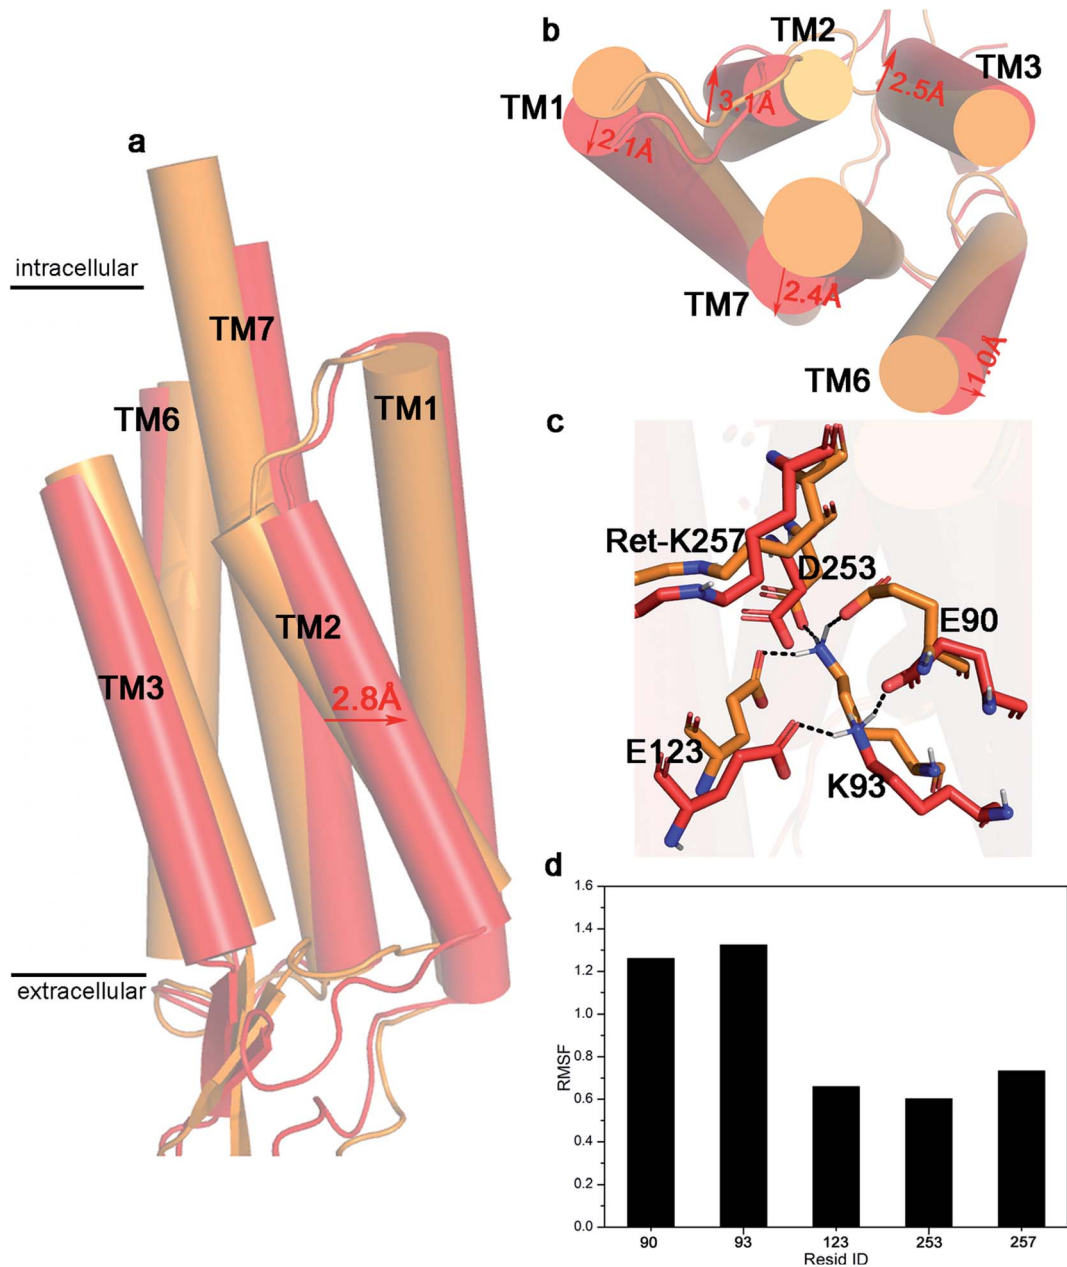 a
intracellular
TM7
TM6
TM1
TM2
TM3
2.8Å
extracellular
b
TM2
TM3
TM1
3.1Å
2.5Å
2.1Å
TM7
2.4Å
TM6
1.0Å
c
Ret-K257
D253
E90
E123
K93
d
1.6
1.4
1.2
1.0
0.8
0.6
0.4
0.2
0.0
RMSF
90 93 123 253 257
Resid ID